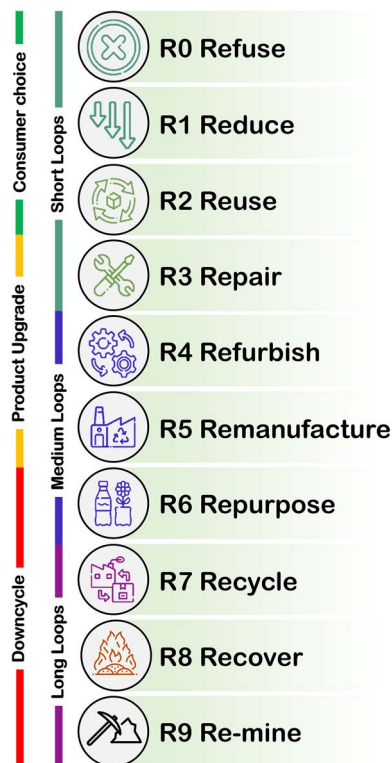 Consumer choice
Product Upgrade
Downcycle
Short Loops
Medium Loops
Long Loops
R0 Refuse
R1 Reduce
R2 Reuse
R3 Repair
R4 Refurbish
R5 Remanufacture
R6 Repurpose
R7 Recycle
R8 Recover
R9 Re-mine